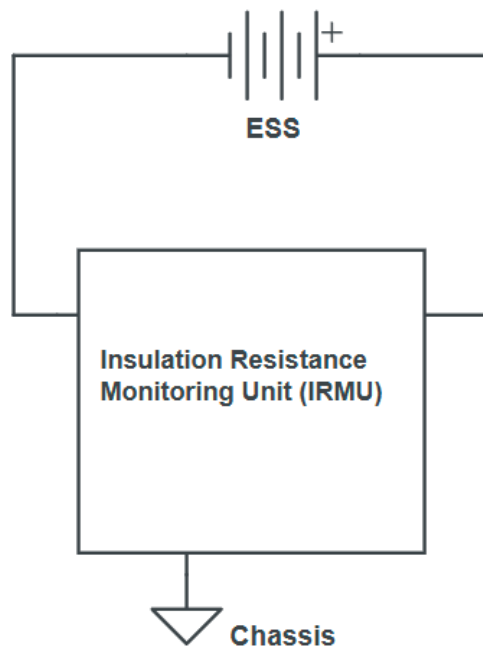 +
ESS
Insulation Resistance
Monitoring Unit (IRMU)
Chassis